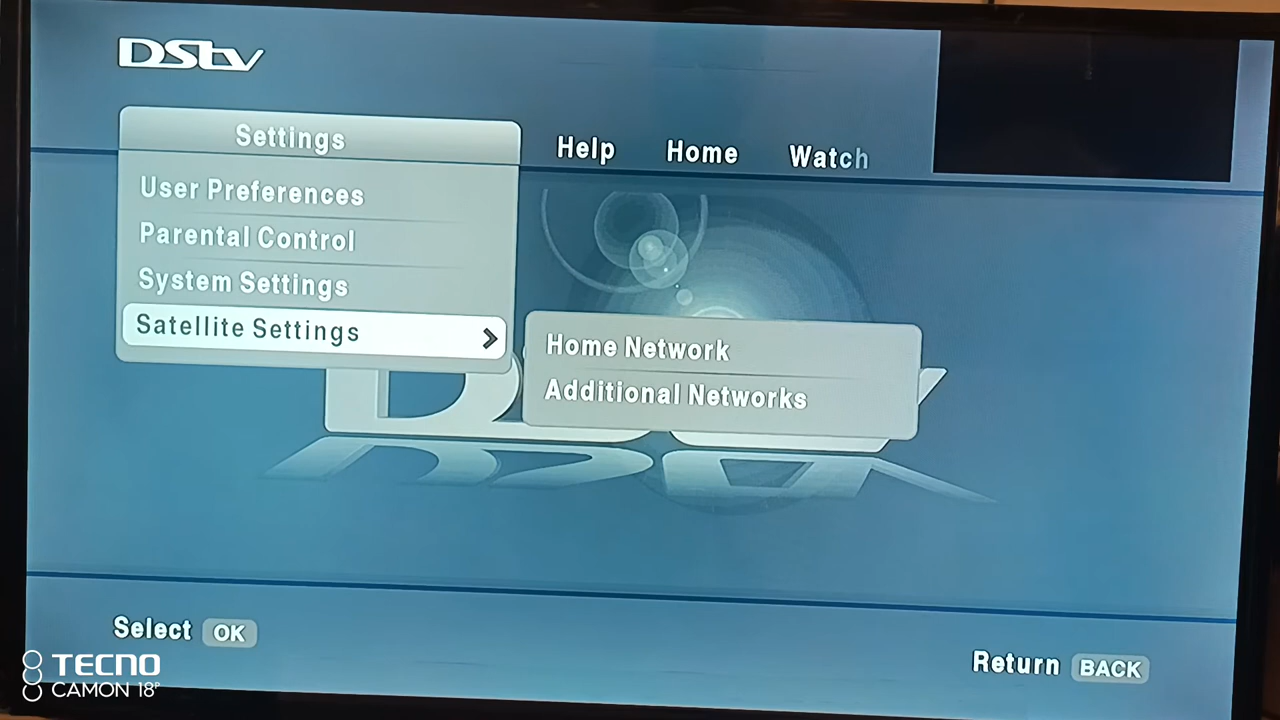 DStv
Settings
Help
Home
Watch
User Preferences
Parental Control
System Settings
Satellite Settings
Home Network
Additional Networks
Select OK
Return BACK
TECNO
CAMON 18P